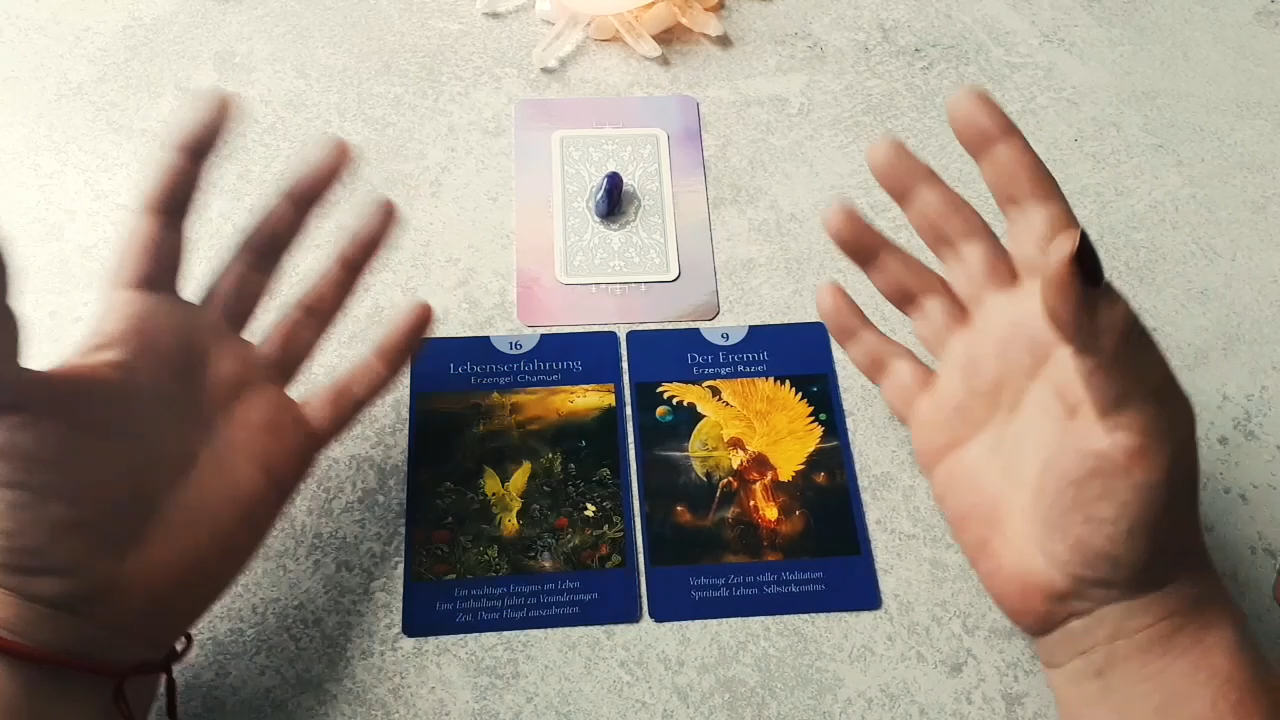 16
Lebenserfahrung
Erzengel Chamuel
Ein wichtiges Ereignis im Leben.
Eine Enthüllung führt zu Veränderungen.
Zeit, Deine Flügel auszubreiten.
9
Der Eremit
Erzengel Raziel
Verbringe Zeit in stiller Meditation.
Spirituelle Lehren. Selbsterkenntnis.